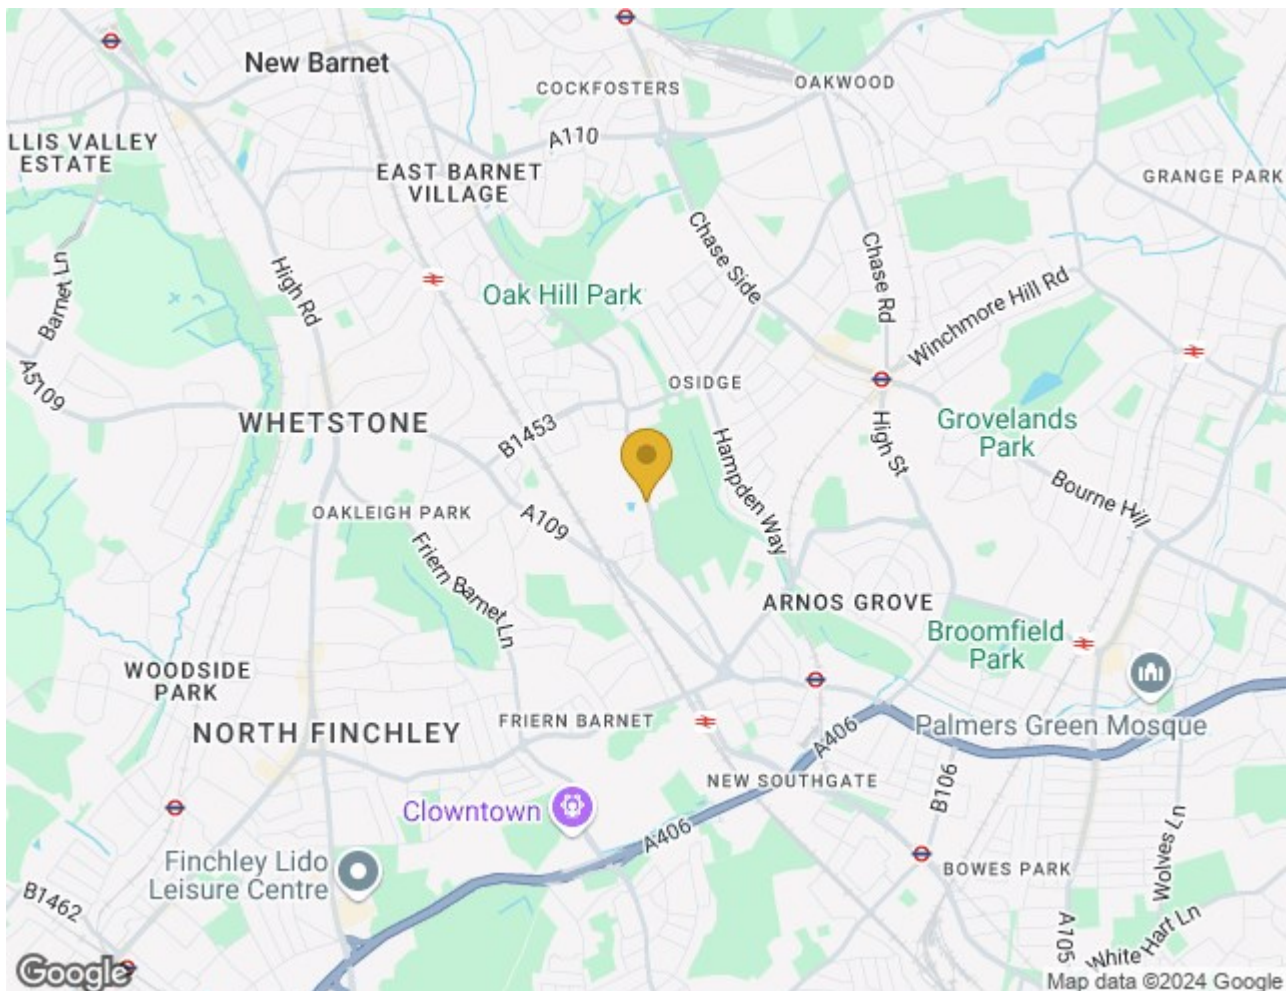 New Barnet
COCKFOSTERS
OAKWOOD
LLIS VALLEY
ESTATE
A110
EAST BARNET
VILLAGE
GRANGE PARK
Barnet Ln
High Rd
Oak Hill Park
Chase Side
Chase Rd
Winchmore Hill Rd
A5109
OSIDGE
WHETSTONE
B1453
High St
Grovelands
Park
Hampden Way
Bourne Hill
OAKLEIGH PARK
A109
Friern Barnet Ln
ARNOS GROVE
Broomfield
Park
WOODSIDE
PARK
NORTH FINCHLEY
FRIERN BARNET
A406
Palmers Green Mosque
NEW SOUTHGATE
B106
Clowntown
A406
Finchley Lido
Leisure Centre
BOWES PARK
Wolves Ln
B1462
A105
White Hart Ln
Google
Map data ©2024 Google